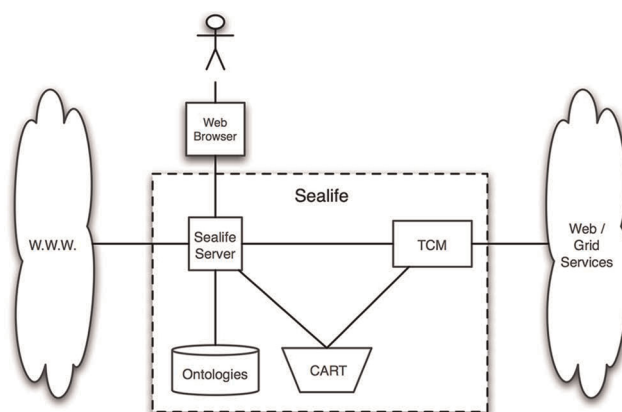 Web
Browser
Sealife
W.W.W.
Sealife
Server
TCM
Web /
Grid
Services
Ontologies
CART